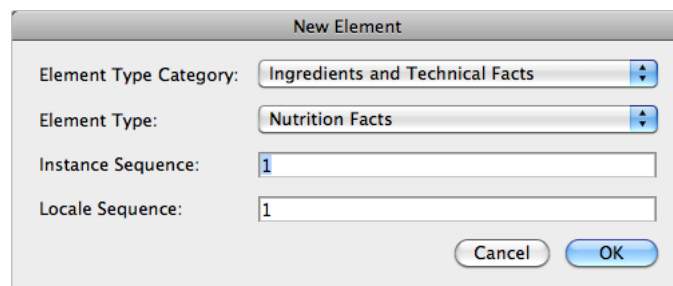 New Element
Element Type Category: Ingredients and Technical Facts
Element Type: Nutrition Facts
Instance Sequence: 1
Locale Sequence: 1
Cancel OK